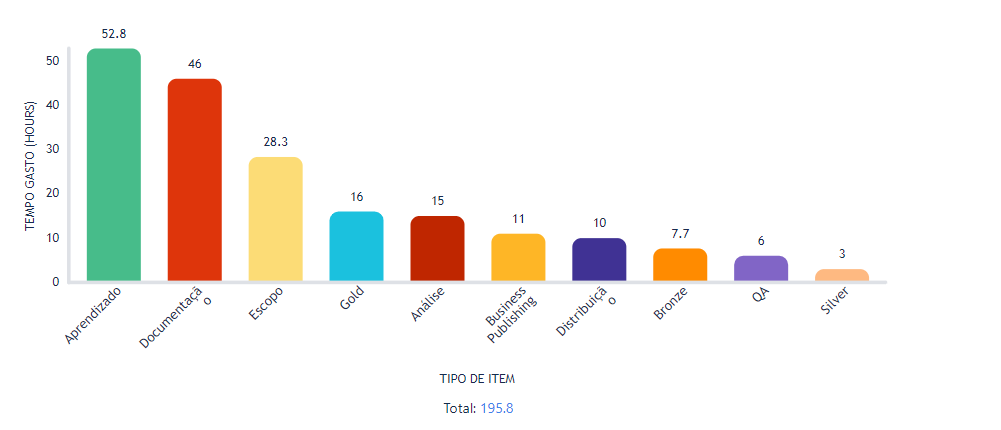 52.8
46
28.3
16
15
11
10
7.7
6
3
TEMPO GASTO (HOURS)
50
40
30
20
10
0
Aprendizado
Documentaçã
o
Escopo
Gold
Análise
Business
Publishing
Distribuiçã
o
Bronze
QA
Silver
TIPO DE ITEM
Total: 195.8